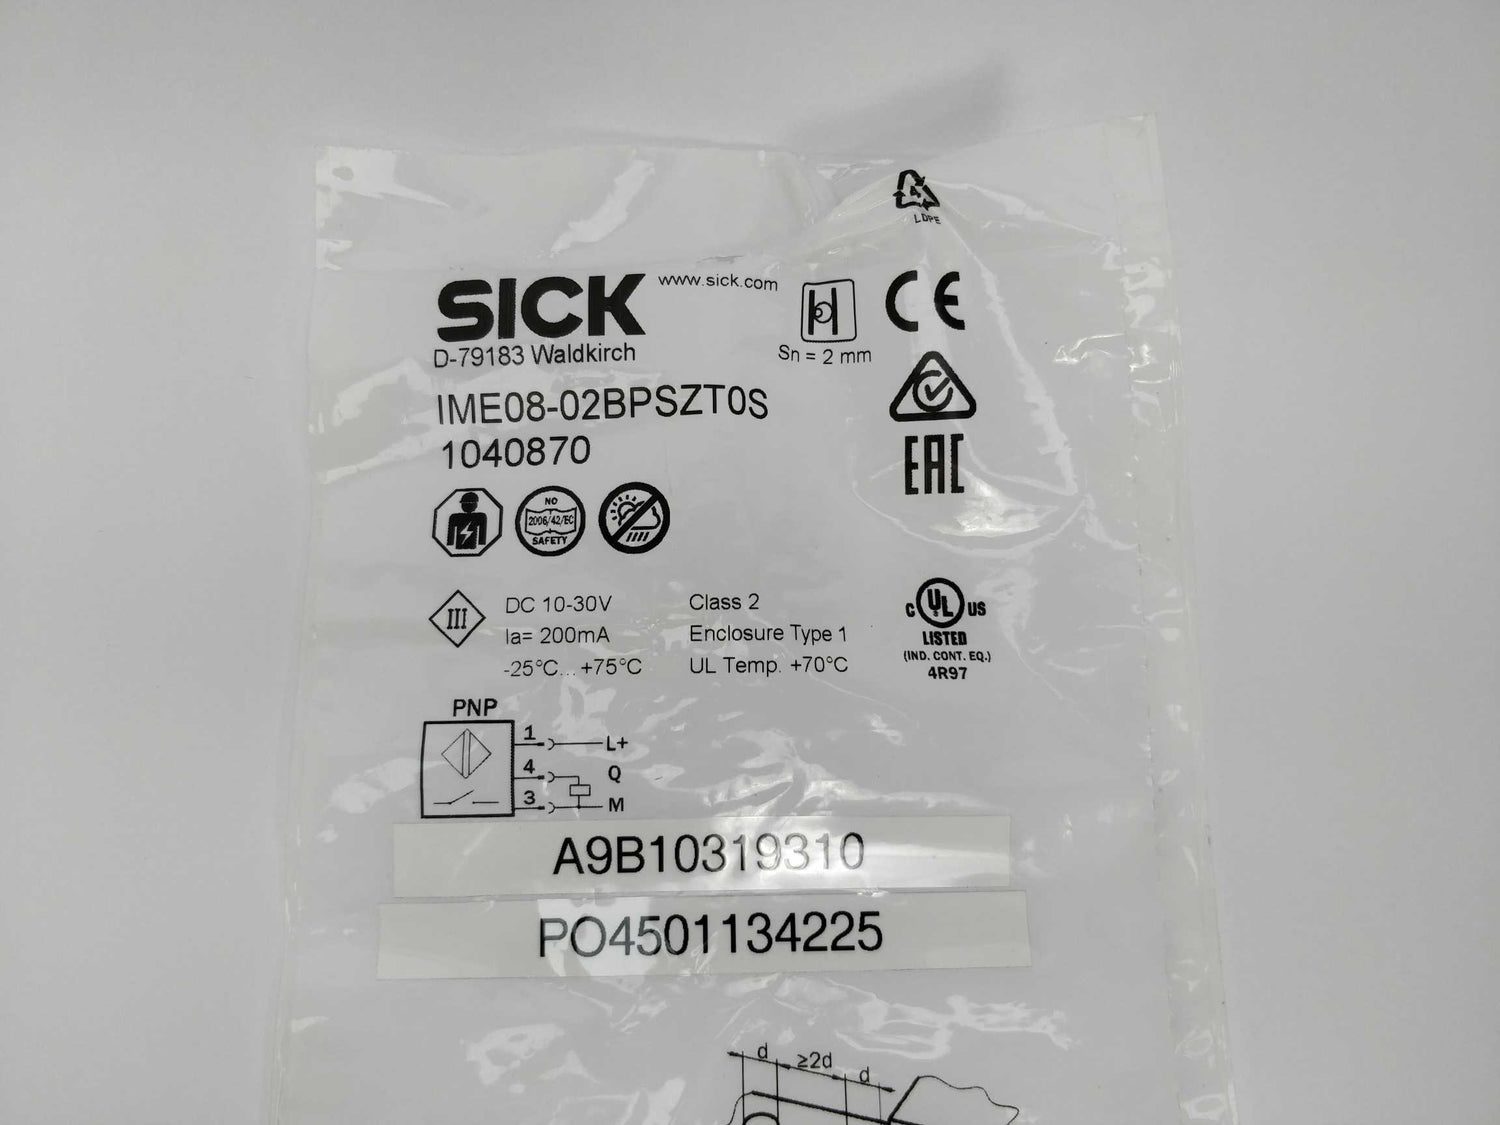 LDPE
SICK www.sick.com
D-79183 Waldkirch
Sn = 2 mm
CE
IME08-02BPSZT0S
1040870
EAC
NO
2006/42/EC
SAFETY
III
DC 10-30V
Ia= 200mA
-25°C... +75°C
Class 2
Enclosure Type 1
UL Temp. +70°C
c UL us
LISTED
(IND. CONT. EQ.)
4R97
PNP
1 L+
4 Q
3 M
A9B10319310
PO4501134225
d ≥2d d